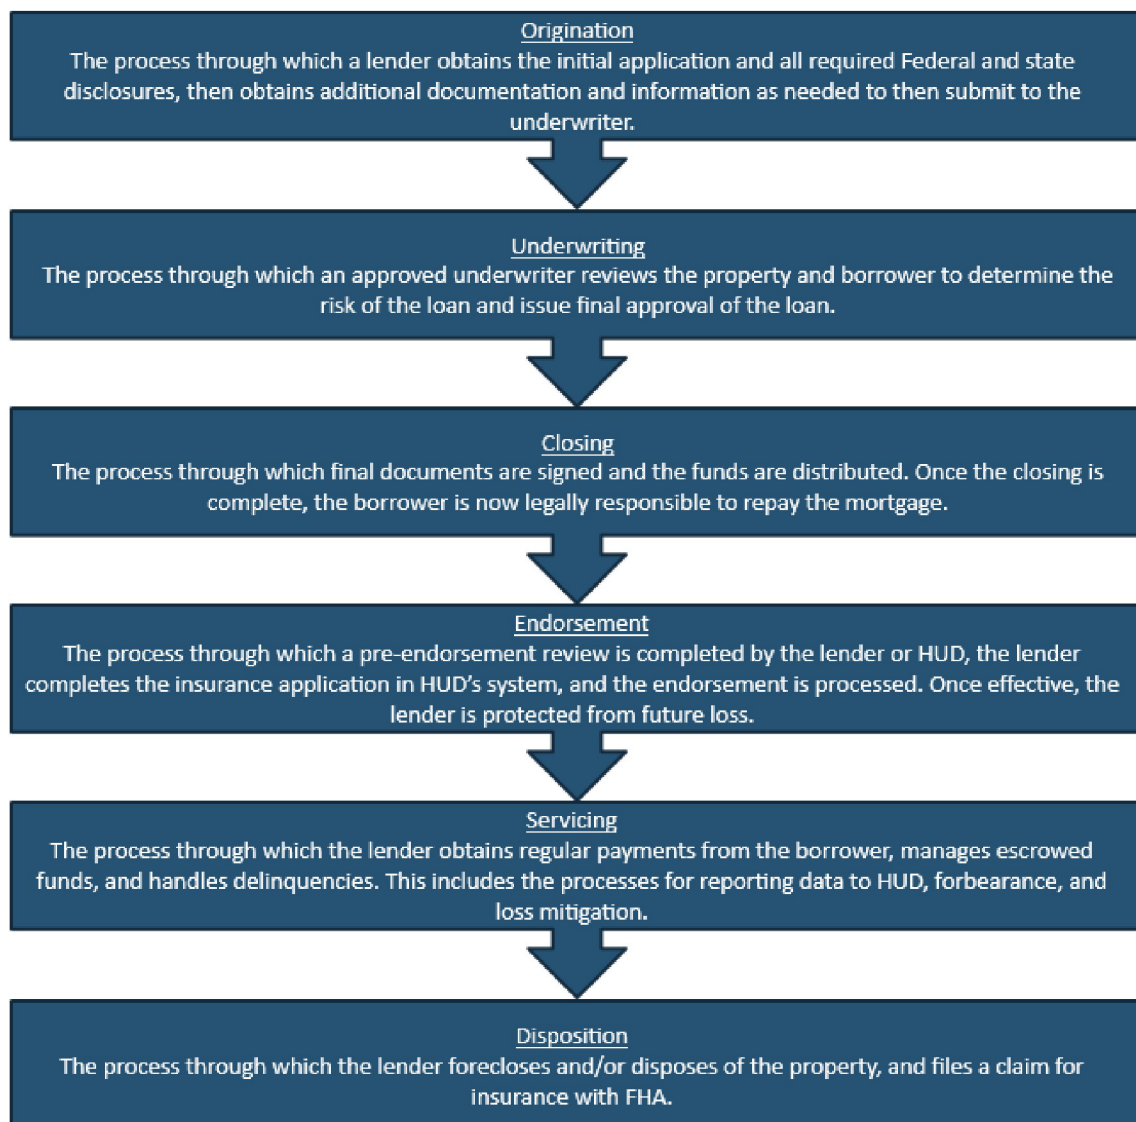 Origination
The process through which a lender obtains the initial application and all required Federal and state
disclosures, then obtains additional documentation and information as needed to then submit to the
underwriter.
Underwriting
The process through which an approved underwriter reviews the property and borrower to determine the
risk of the loan and issue final approval of the loan.
Closing
The process through which final documents are signed and the funds are distributed. Once the closing is
complete, the borrower is now legally responsible to repay the mortgage.
Endorsement
The process through which a pre-endorsement review is completed by the lender or HUD, the lender
completes the insurance application in HUD's system, and the endorsement is processed. Once effective, the
lender is protected from future loss.
Servicing
The process through which the lender obtains regular payments from the borrower, manages escrowed
funds, and handles delinquencies. This includes the processes for reporting data to HUD, forbearance, and
loss mitigation.
Disposition
The process through which the lender forecloses and/or disposes of the property, and files a claim for
insurance with FHA.